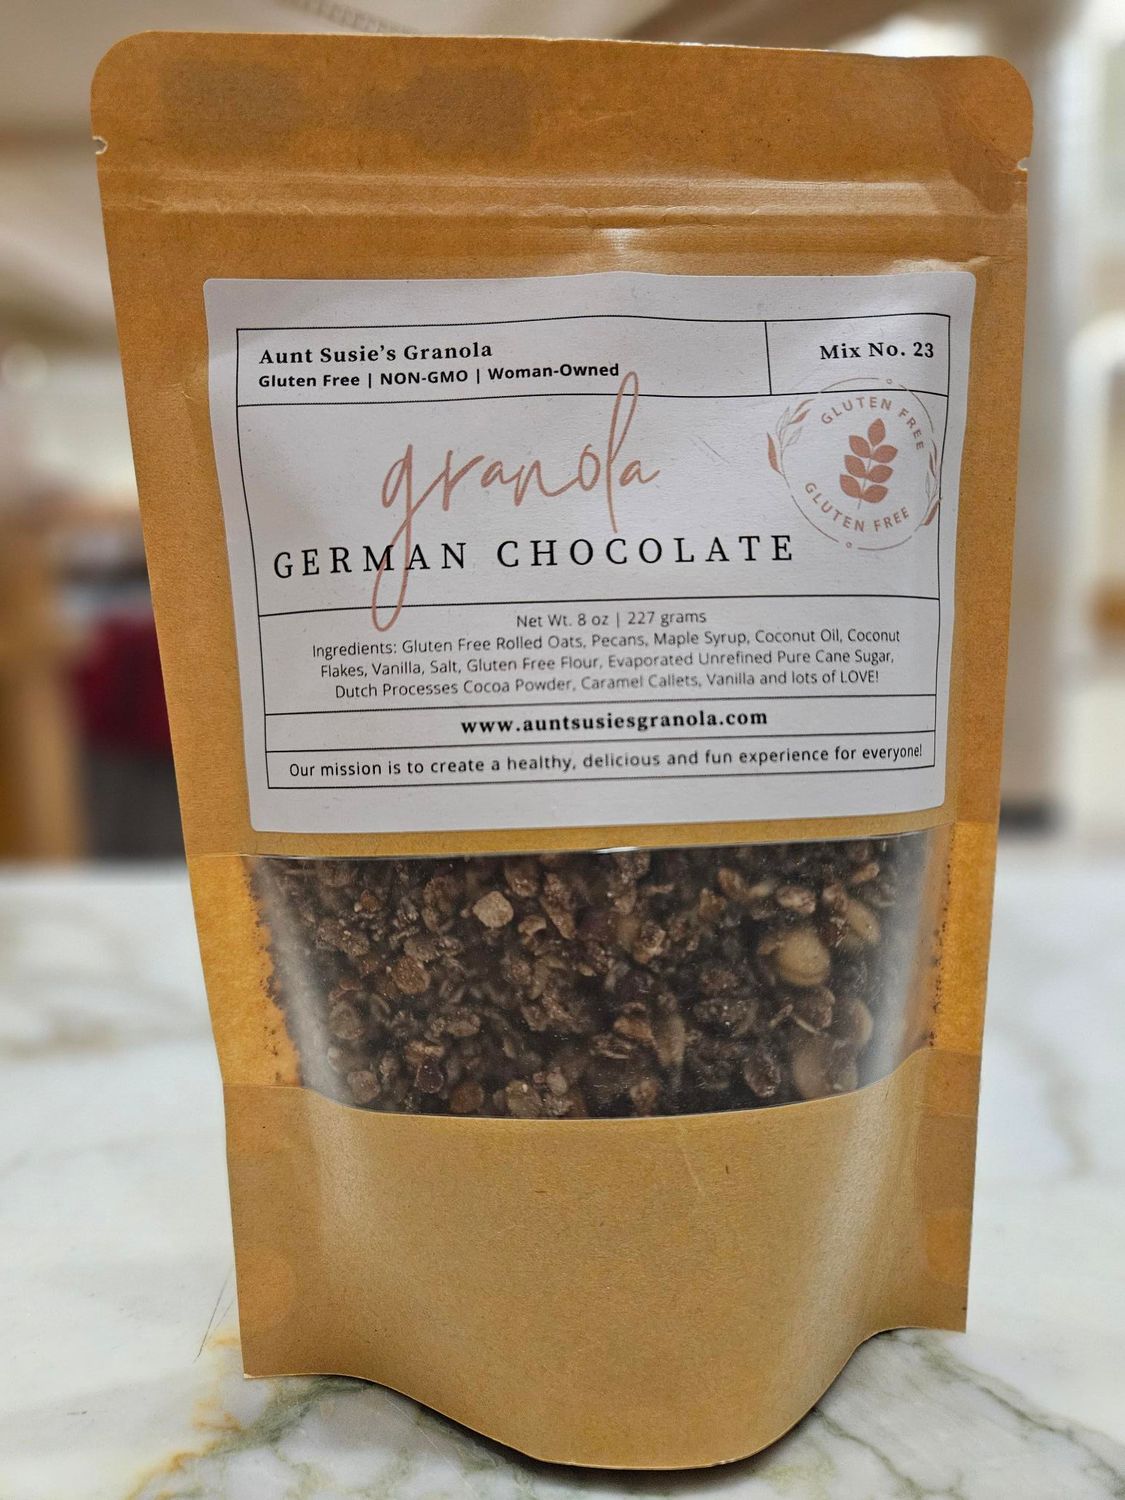 Aunt Susie's Granola
Gluten Free | NON-GMO | Woman-Owned
Mix No. 23
granola
GLUTEN FREE
GLUTEN FREE
GERMAN CHOCOLATE
Net Wt. 8 oz | 227 grams
Ingredients: Gluten Free Rolled Oats, Pecans, Maple Syrup, Coconut Oil, Coconut
Flakes, Vanilla, Salt, Gluten Free Flour, Evaporated Unrefined Pure Cane Sugar,
Dutch Processes Cocoa Powder, Caramel Callets, Vanilla and lots of LOVE!
www.auntsusiesgranola.com
Our mission is to create a healthy, delicious and fun experience for everyone!